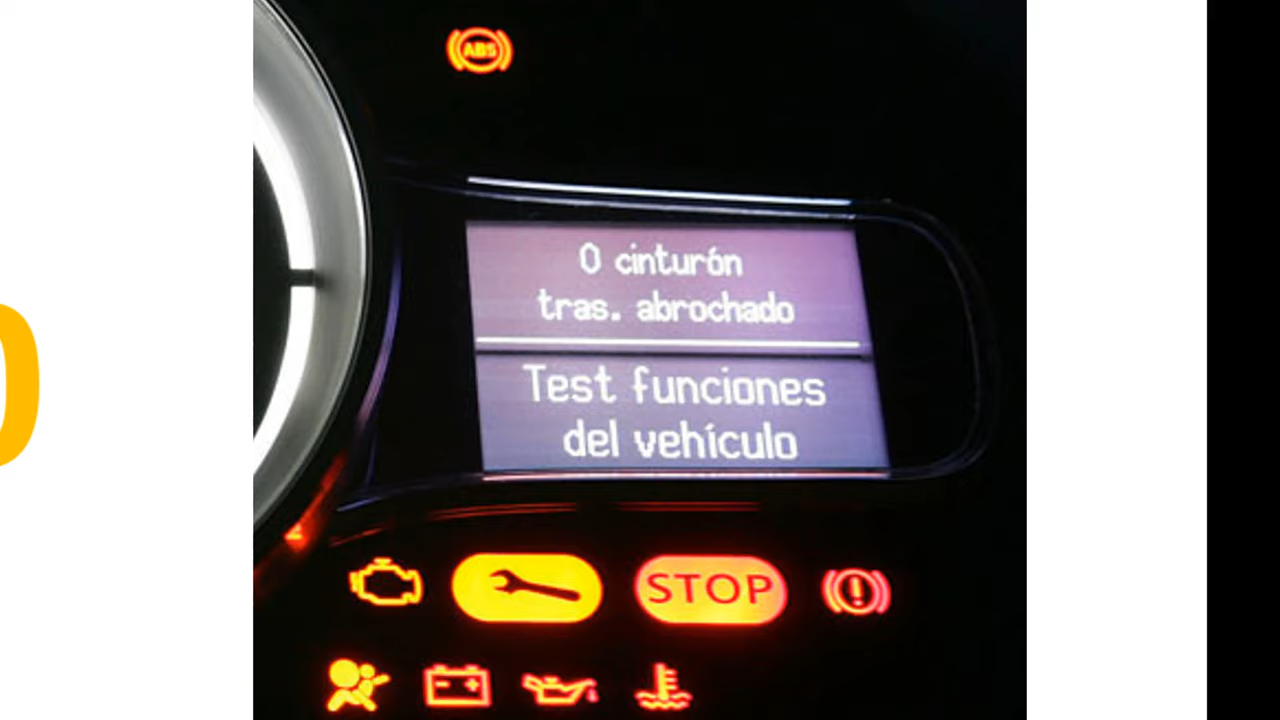 ABS
0 cinturón
tras. abrochado
Test funciones
del vehículo
STOP